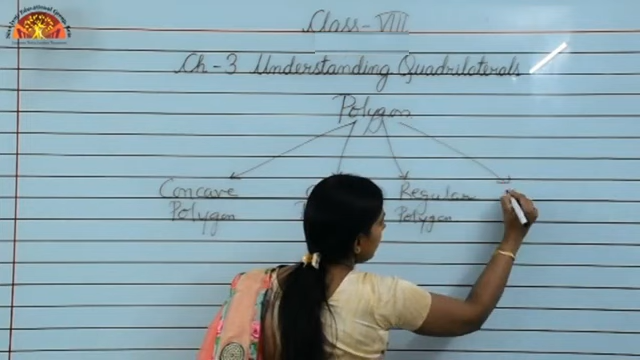 Class-VIII
Ch-3 Understanding Quadrilaterals
Polygon
Concave
Polygon
Regular
Polygon